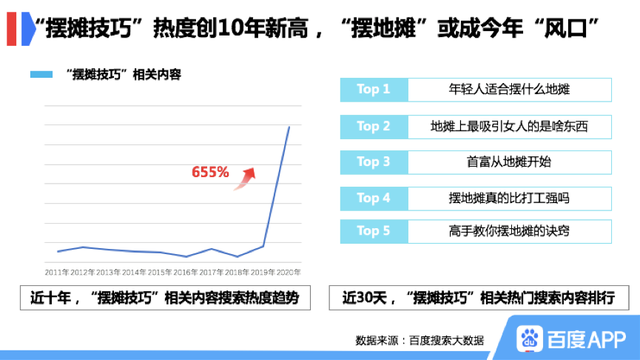 “摆摊技巧”热度创10年新高，“摆地摊”或成今年“风口”
“摆摊技巧”相关内容
655%
2011年 2012年 2013年 2014年 2015年 2016年 2017年 2018年 2019年 2020年
近十年，“摆摊技巧”相关内容搜索热度趋势
Top 1 年轻人适合摆什么地摊
Top 2 地摊上最吸引女人的是啥东西
Top 3 首富从地摊开始
Top 4 摆地摊真的比打工强吗
Top 5 高手教你摆地摊的诀窍
近30天，“摆摊技巧”相关热门搜索内容排行
数据来源：百度搜索大数据
du 百度APP